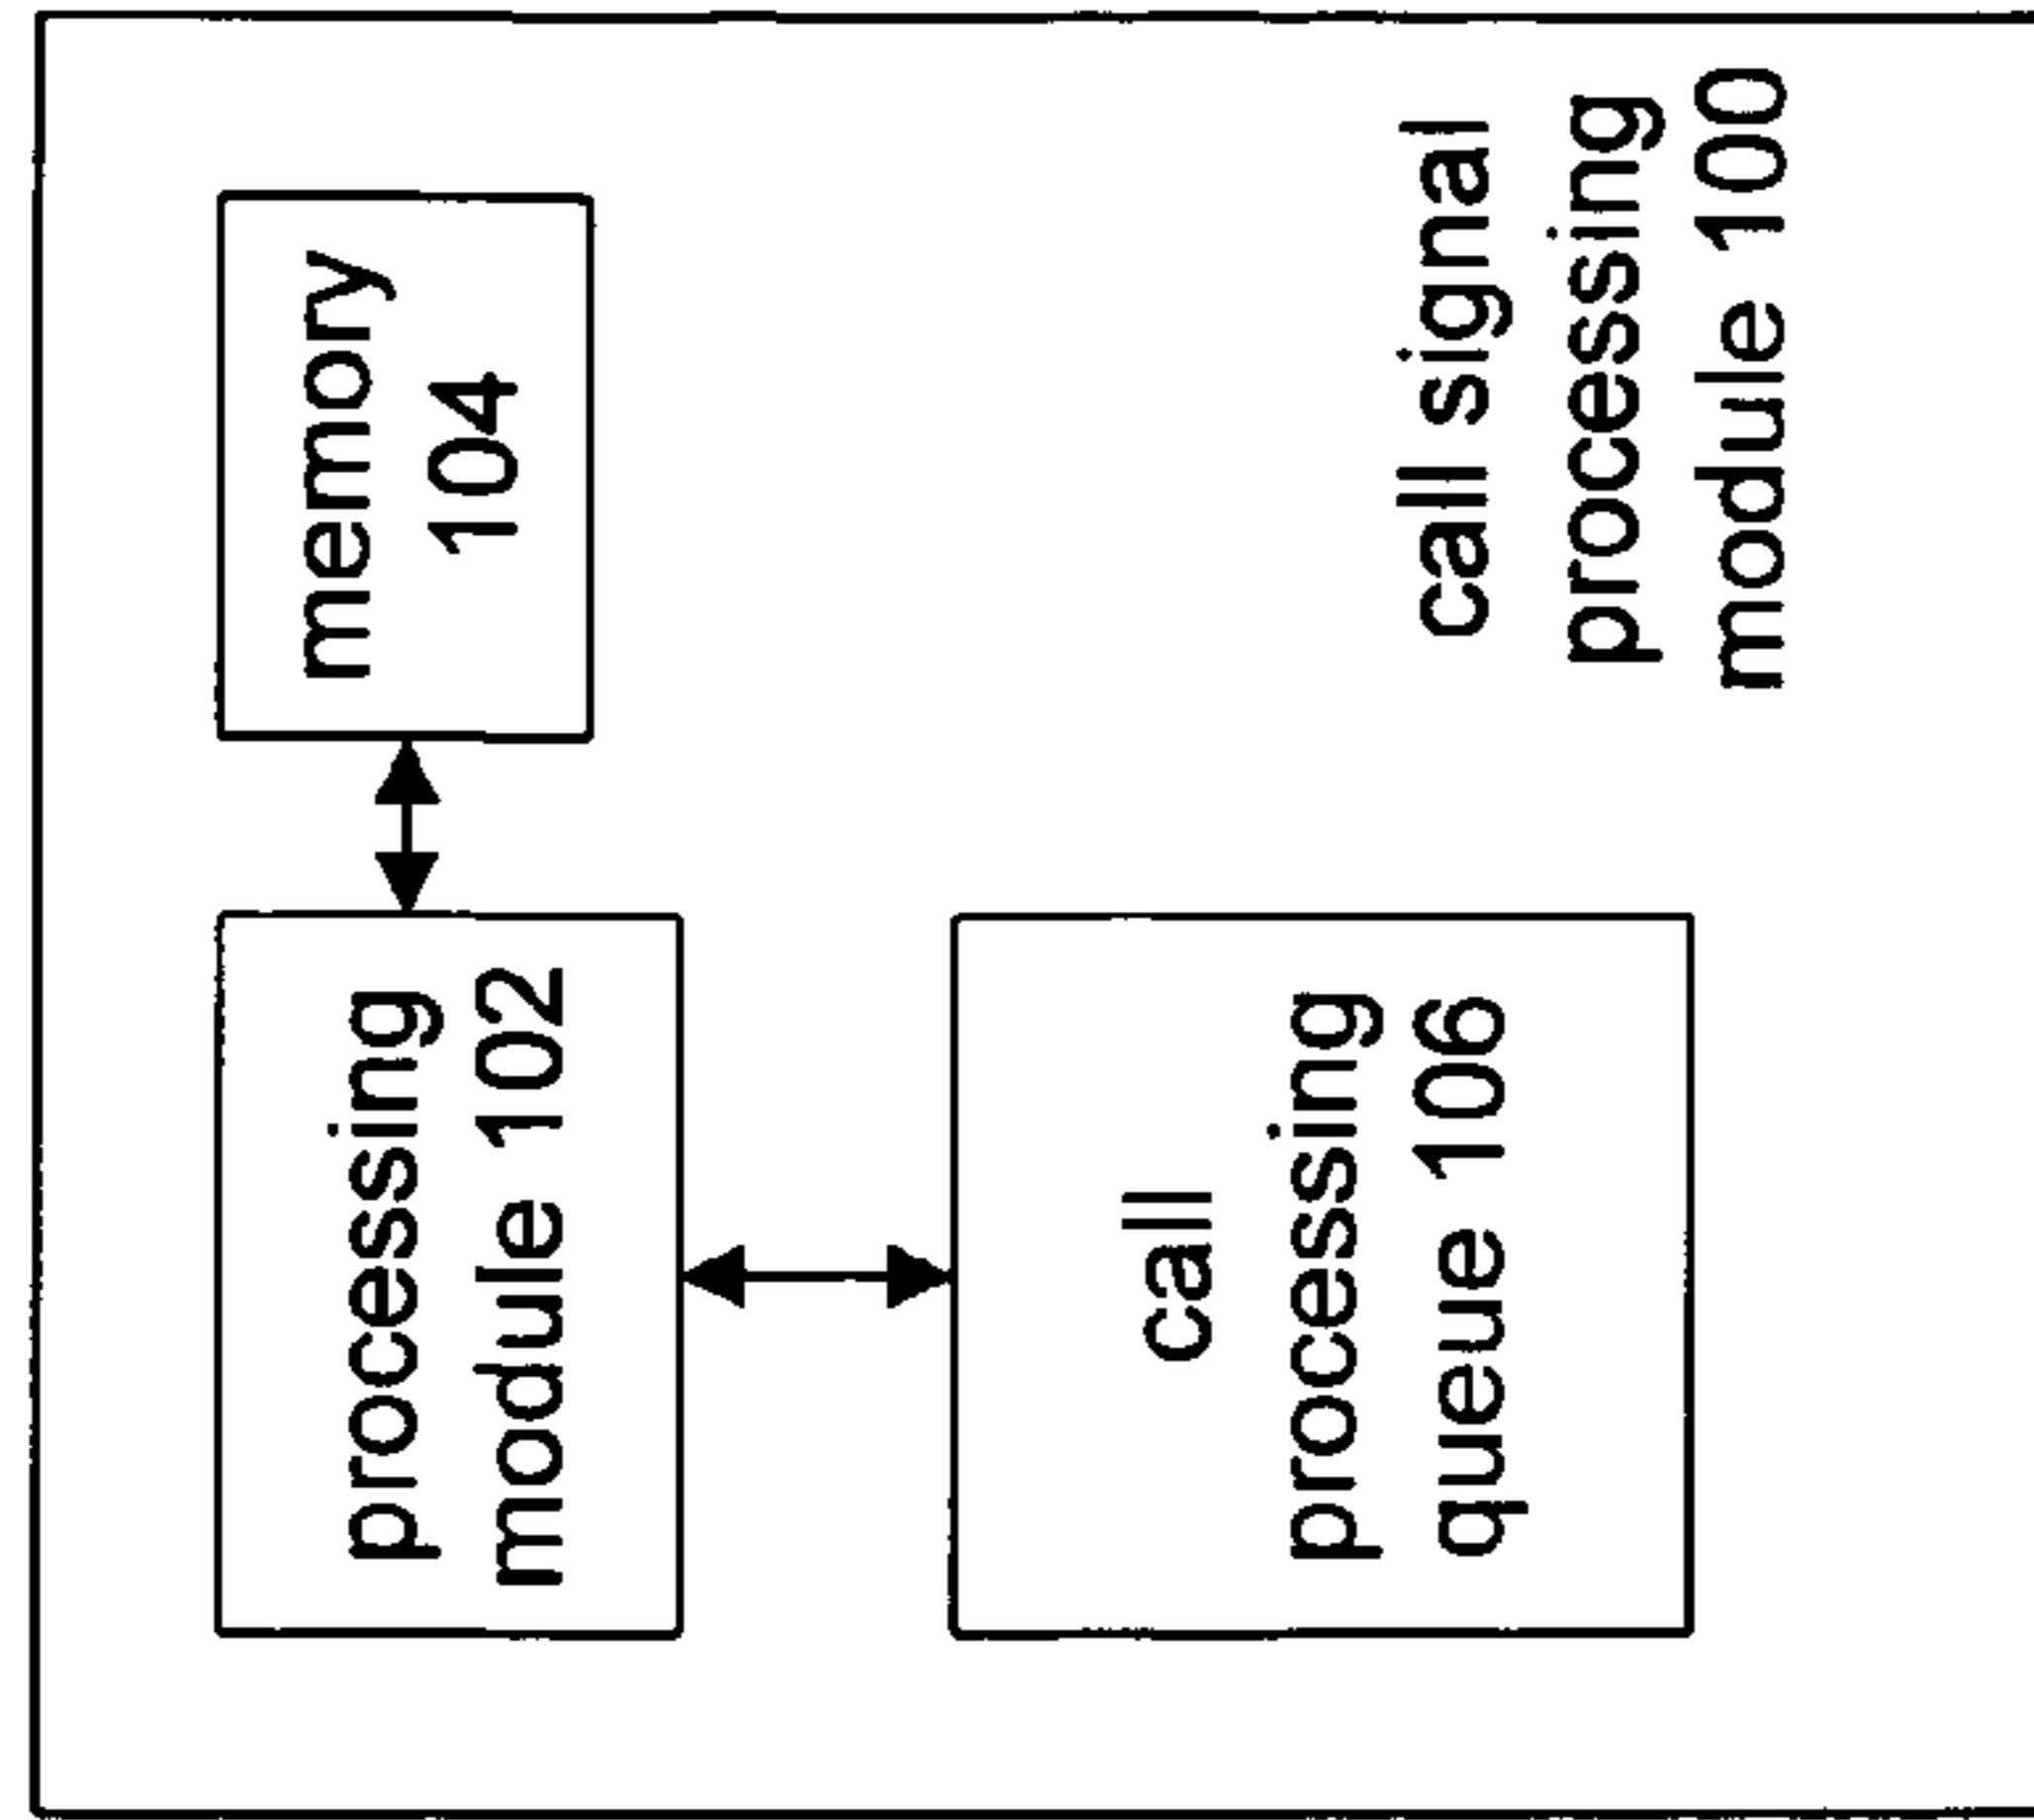 processing
module 102
memory
104
call
processing
queue 106
call signal
processing
module 100